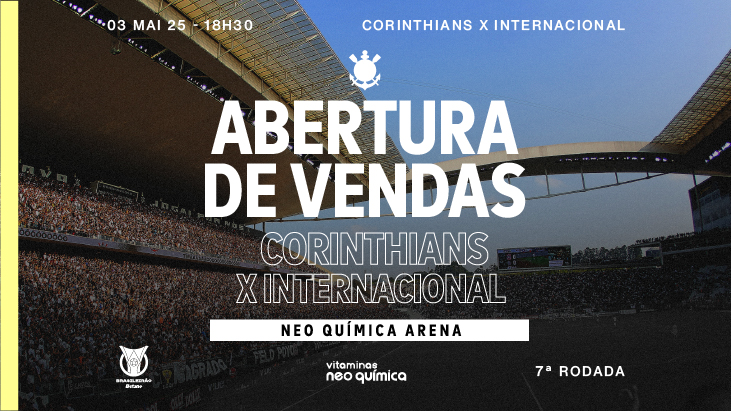 03 MAI 25 - 18H30
CORINTHIANS X INTERNACIONAL
ABERTURA
DE VENDAS
CORINTHIANS
X INTERNACIONAL
NEO QUÍMICA ARENA
BRASILEIRÃO
Betano
vitaminas
neo química
7ª RODADA